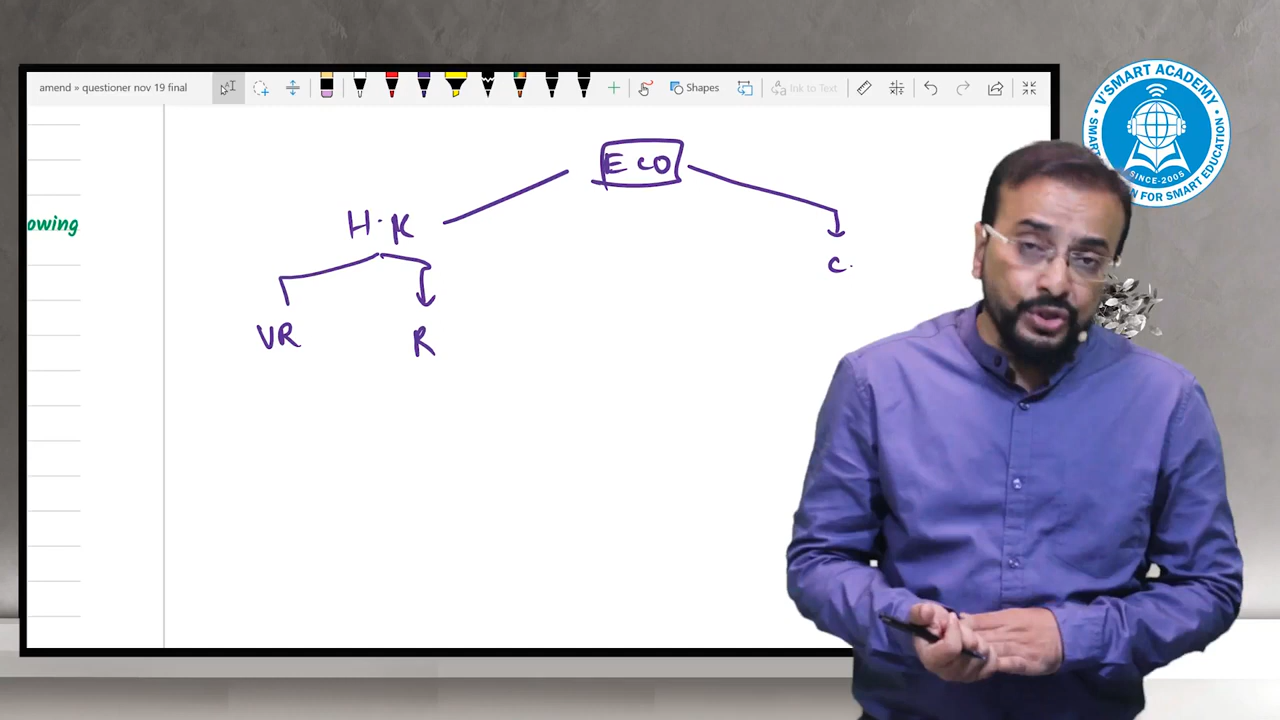 amend » questioner nov 19 final
Shapes
Ink to Text
V'SMART ACADEMY
SINCE-2005
N FOR SMART EDUCATION
owing
ECO
H.K
C.
VR
R